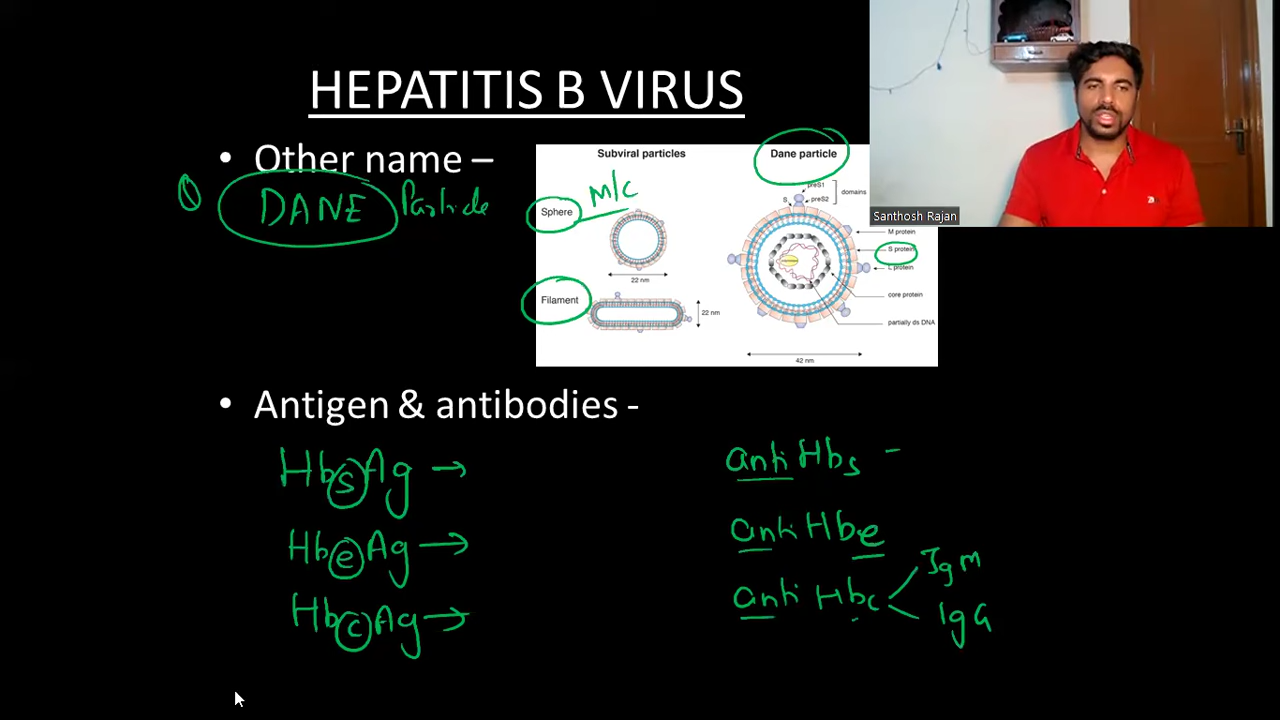 HEPATITIS B VIRUS
• Other name –
① DANE Particle
Subviral particles
Dane particle
Sphere
M/C
22 nm
Filament
22 nm
preS1
S
preS2
domains
M protein
S protein
L protein
core protein
partially ds DNA
42 nm
Santhosh Rajan
• Antigen & antibodies -
HbsAg →
HbeAg →
HbcAg →
anti Hbs -
anti Hbe
anti Hbc
IgM
IgG